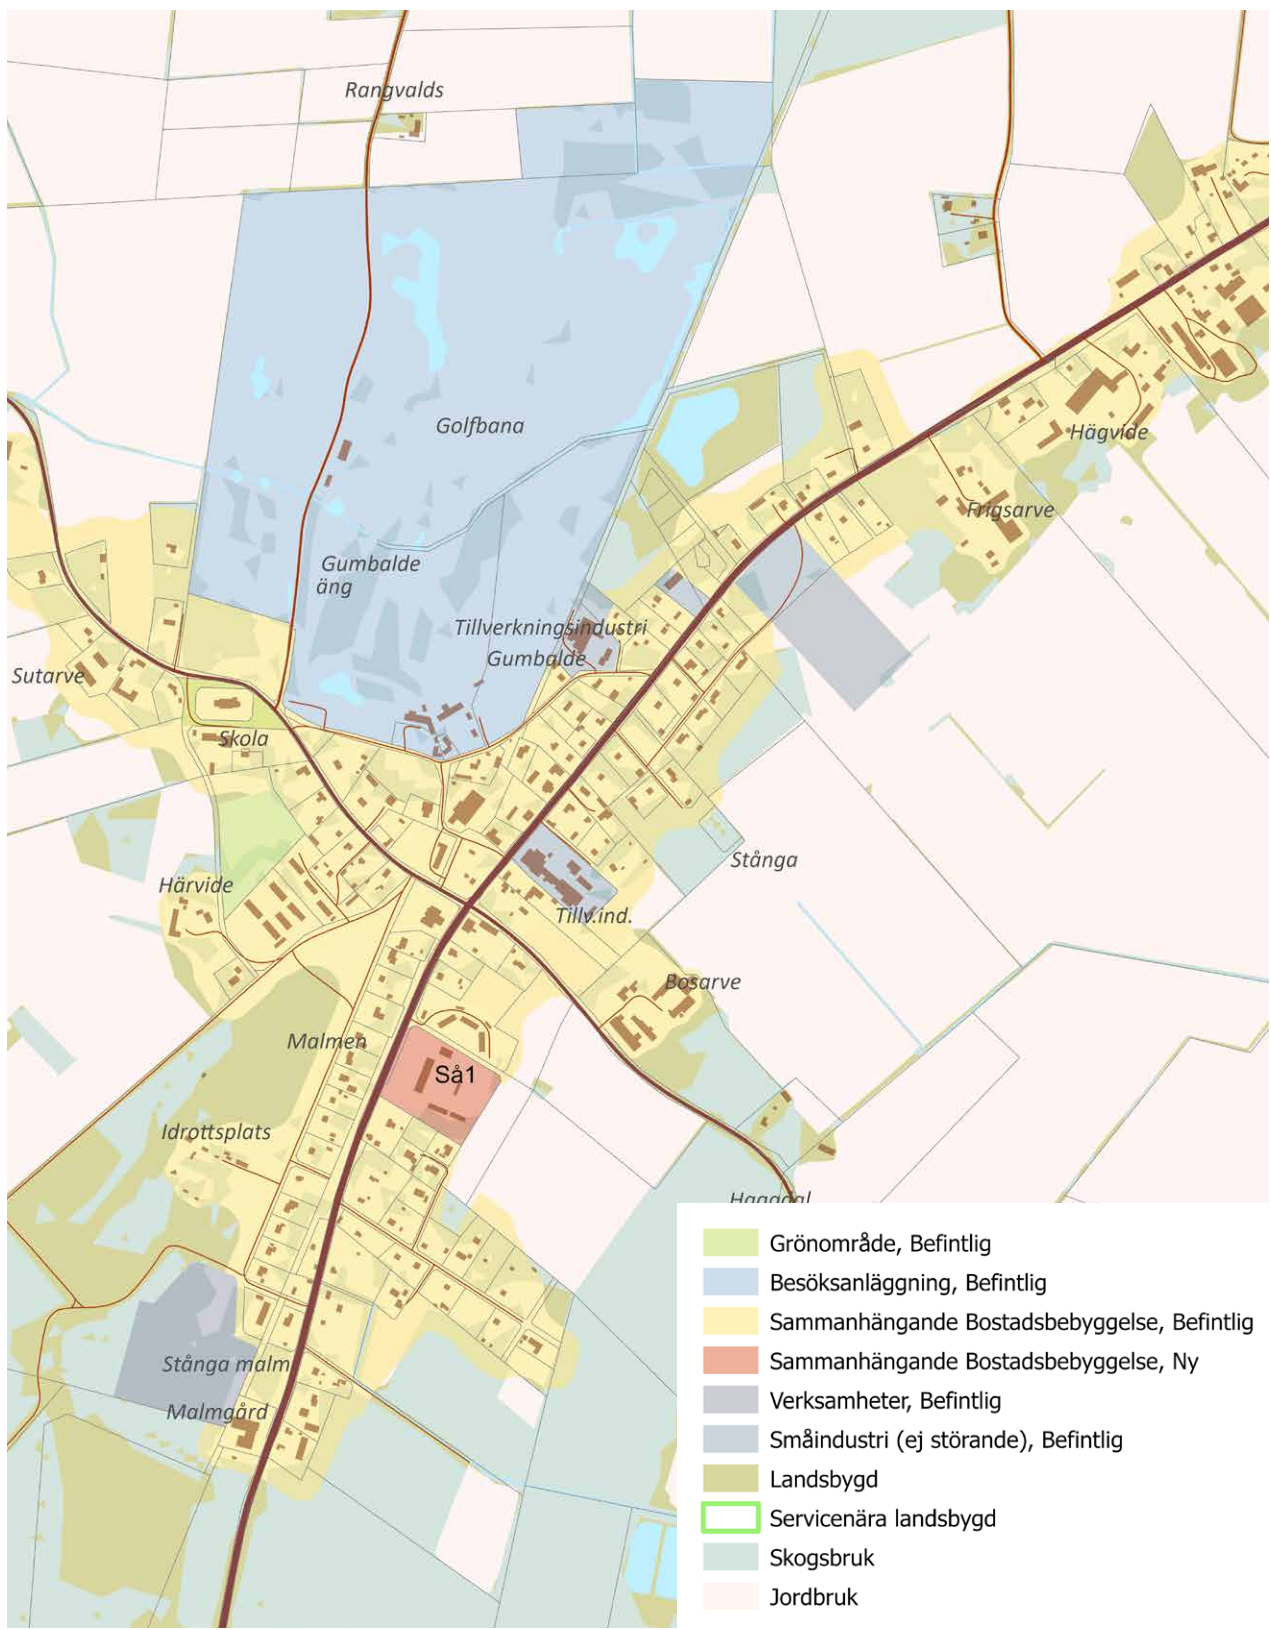 Rangvalds
Golfbana
Hägvide
Frigsarve
Gumbalde
äng
Tillverkningsindustri
Gumbalde
Sutarve
Skola
Stånga
Härvide
Tillv.ind.
Bosarve
Malmen
Så1
Idrottsplats
Stånga malm
Malmgård
Grönområde, Befintlig
Besöksanläggning, Befintlig
Sammanhängande Bostadsbebyggelse, Befintlig
Sammanhängande Bostadsbebyggelse, Ny
Verksamheter, Befintlig
Småindustri (ej störande), Befintlig
Landsbygd
Servicenära landsbygd
Skogsbruk
Jordbruk